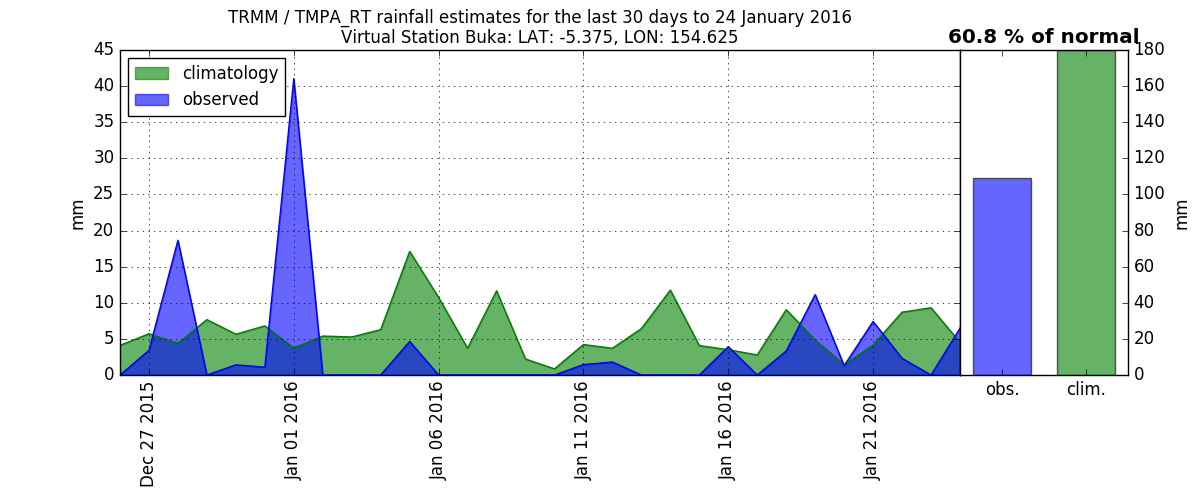 TRMM / TMPA_RT rainfall estimates for the last 30 days to 24 January 2016
Virtual Station Buka: LAT: -5.375, LON: 154.625
60.8 % of normal
climatology
observed
45
40
35
30
25
20
15
10
5
0
mm
Dec 27 2015
Jan 01 2016
Jan 06 2016
Jan 11 2016
Jan 16 2016
Jan 21 2016
180
160
140
120
100
80
60
40
20
0
mm
obs.
clim.